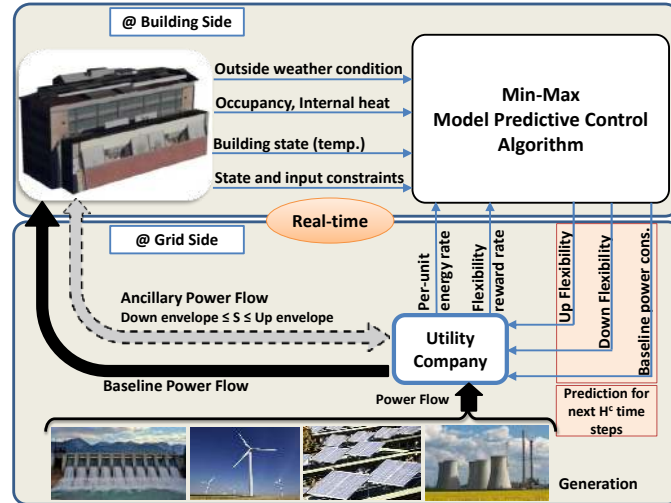 @ Building Side
Outside weather condition
Occupancy, Internal heat
Building state (temp.)
State and input constraints
Min-Max
Model Predictive Control
Algorithm
Real-time
@ Grid Side
Per-unit
energy rate
Flexibility
reward rate
Up Flexibility
Down Flexibility
Baseline power cons.
Ancillary Power Flow
Down envelope ≤ S ≤ Up envelope
Utility
Company
Baseline Power Flow
Power Flow
Prediction for
next Hᶜ time
steps
Generation